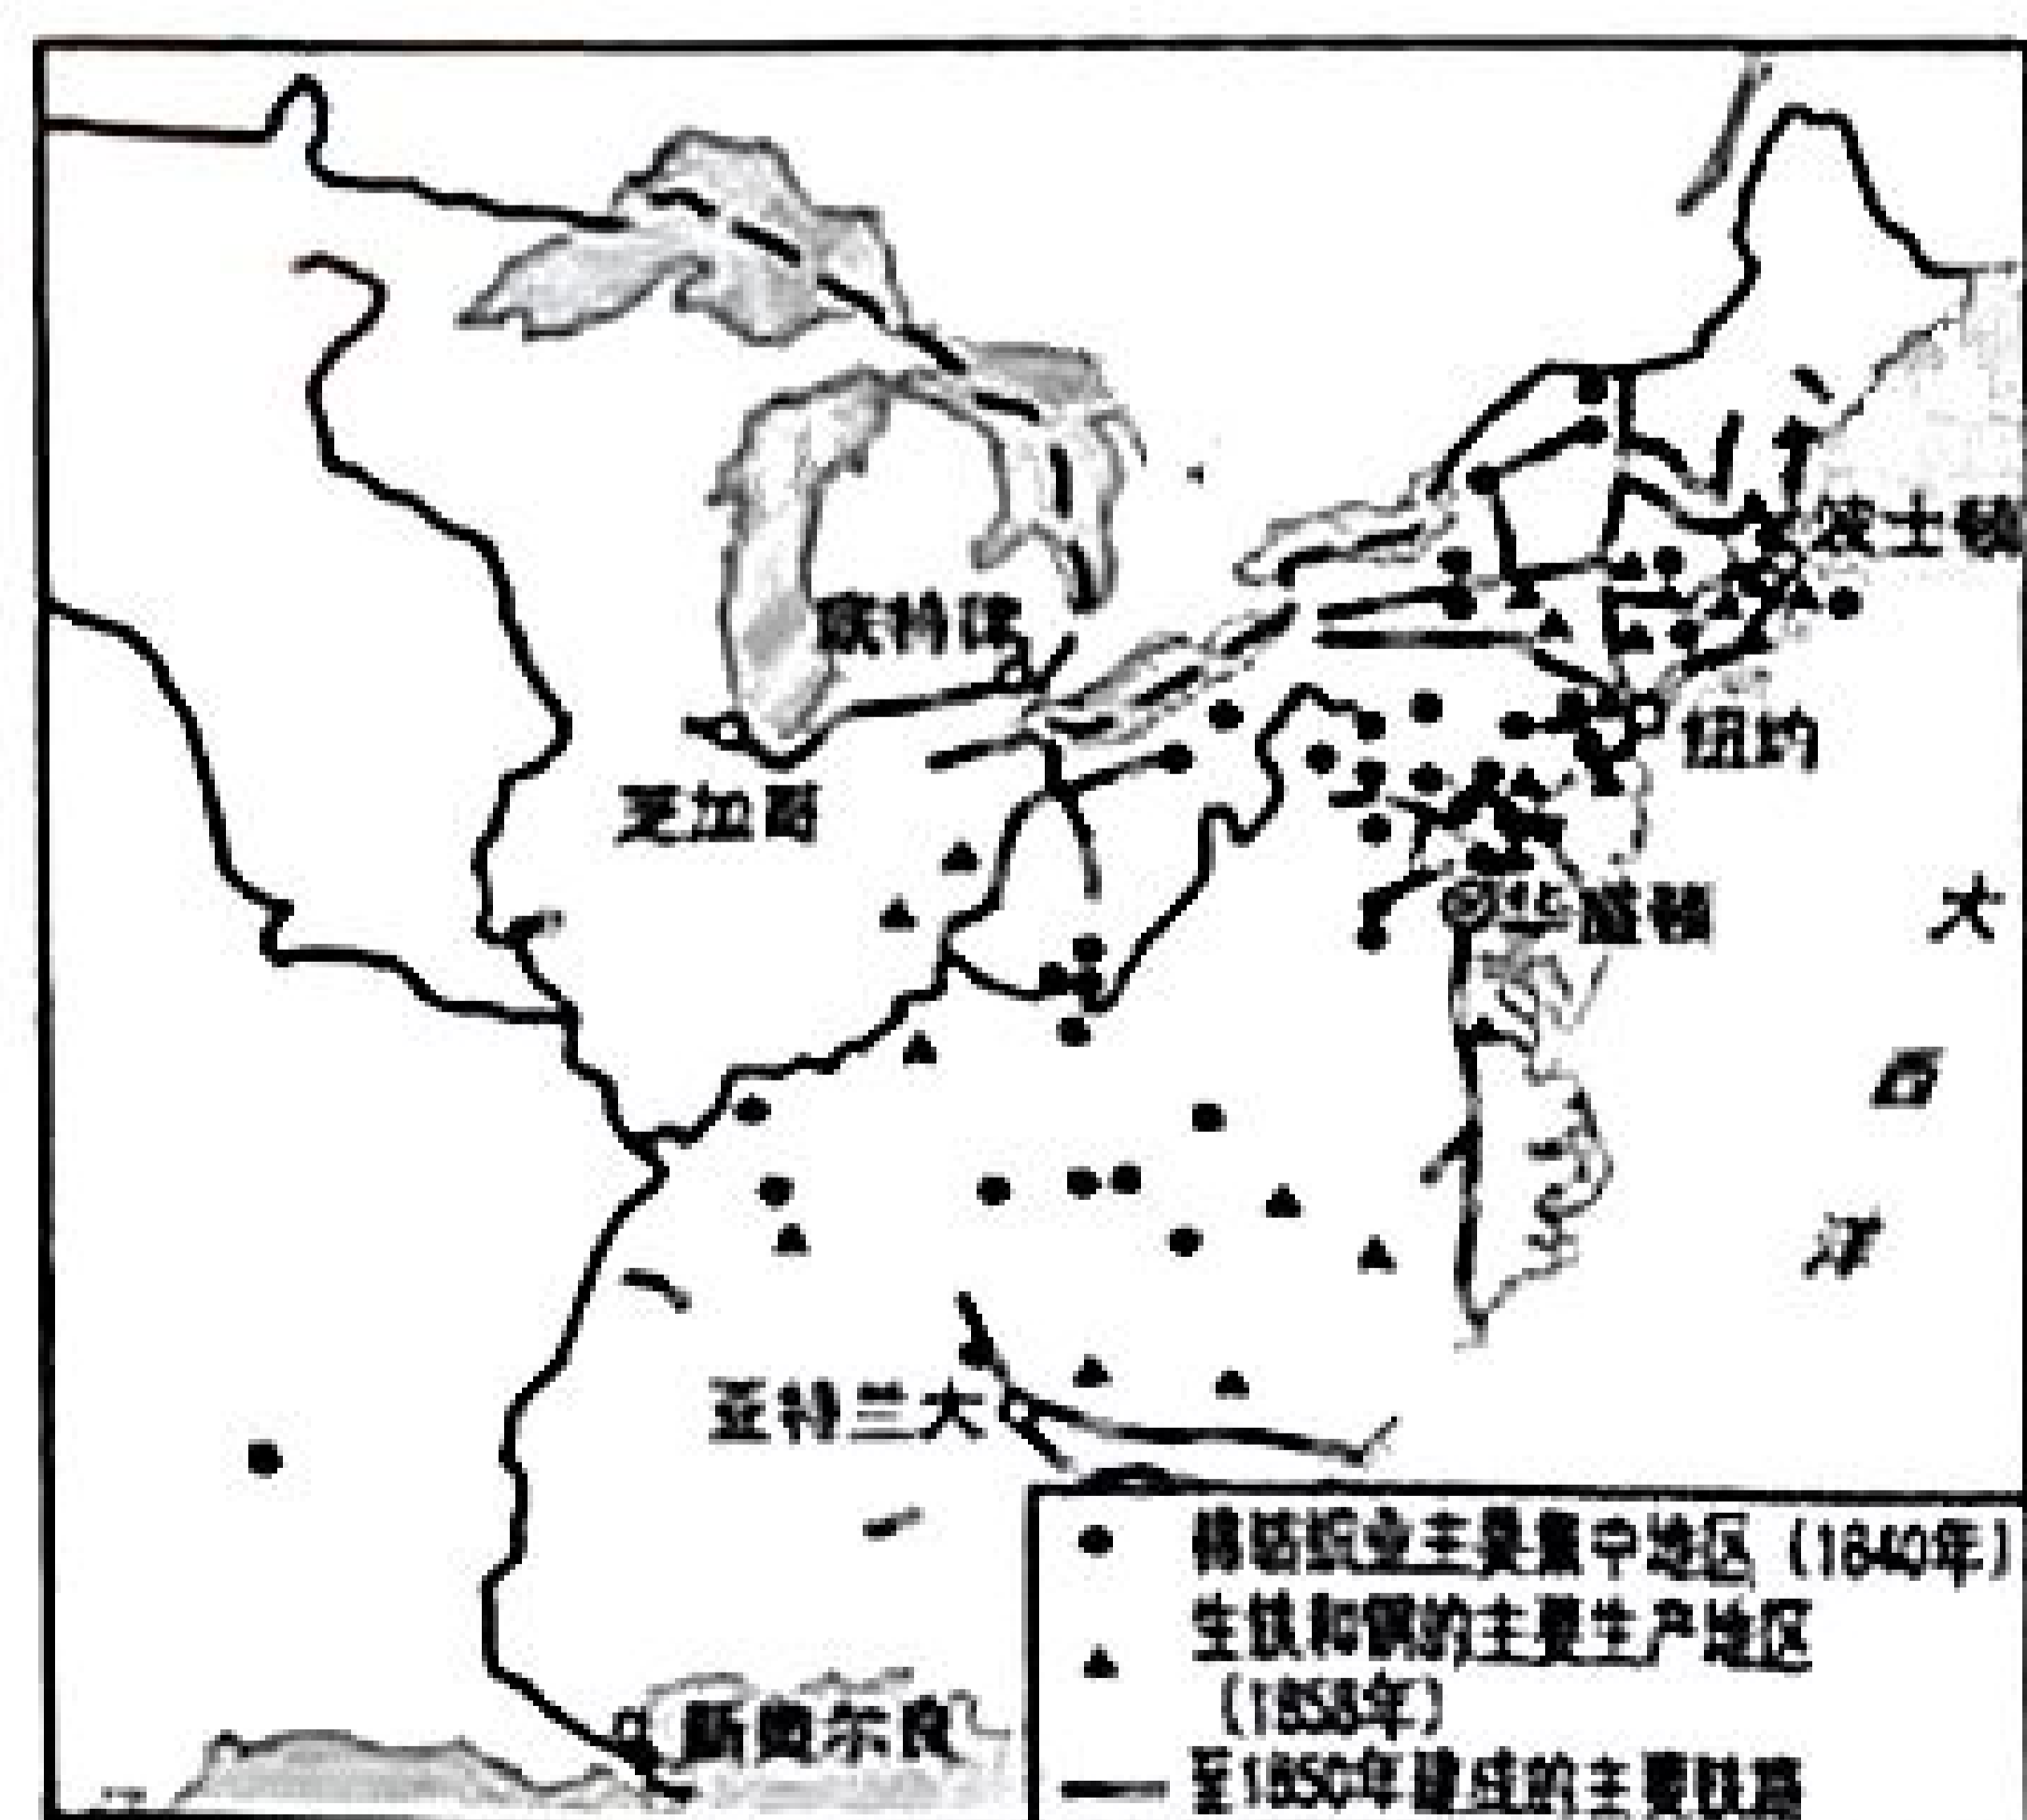 波士顿
底特律
纽约
芝加哥
华盛顿
大
西
洋
亚特兰大
棉纺织业主要集中地区（1840年）
生铁和钢的主要生产地区
（1858年）
新奥尔良
至1850年建成的主要铁路